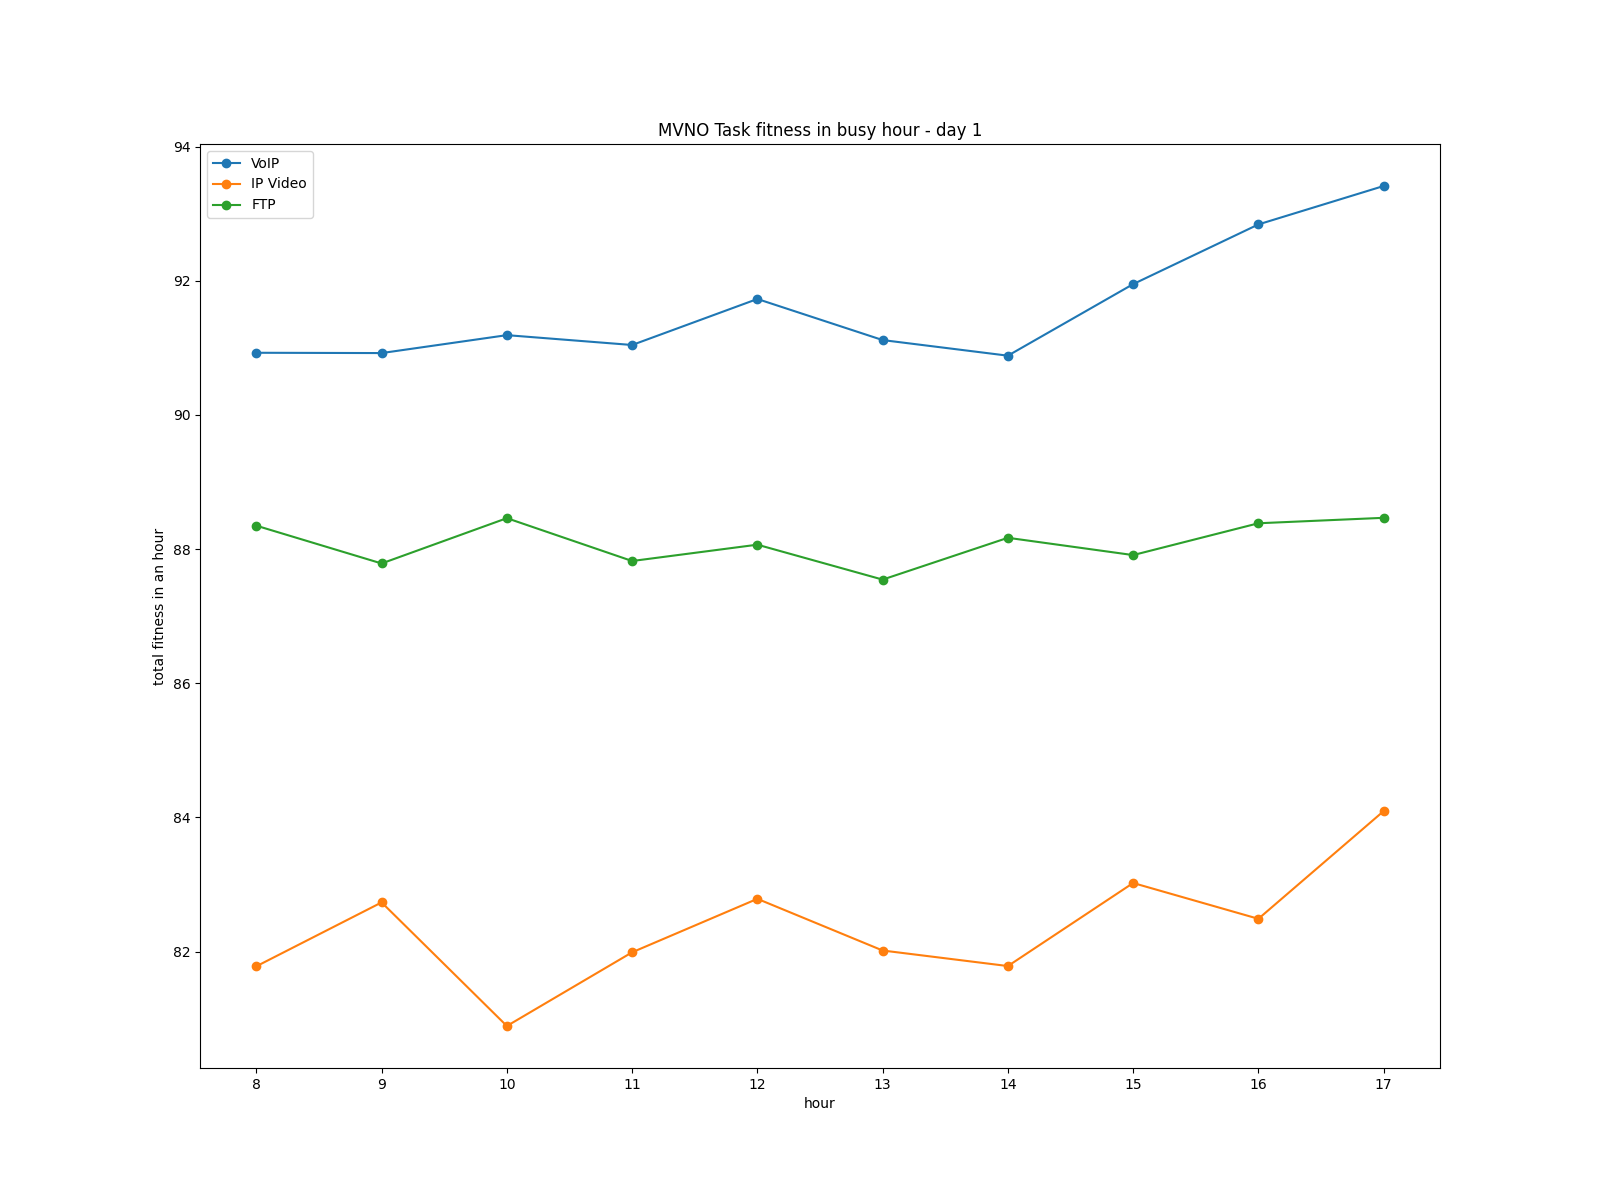 MVNO Task fitness in busy hour - day 1
VoIP
IP Video
FTP
94
92
90
88
86
84
82
total fitness in an hour
8 9 10 11 12 13 14 15 16 17
hour